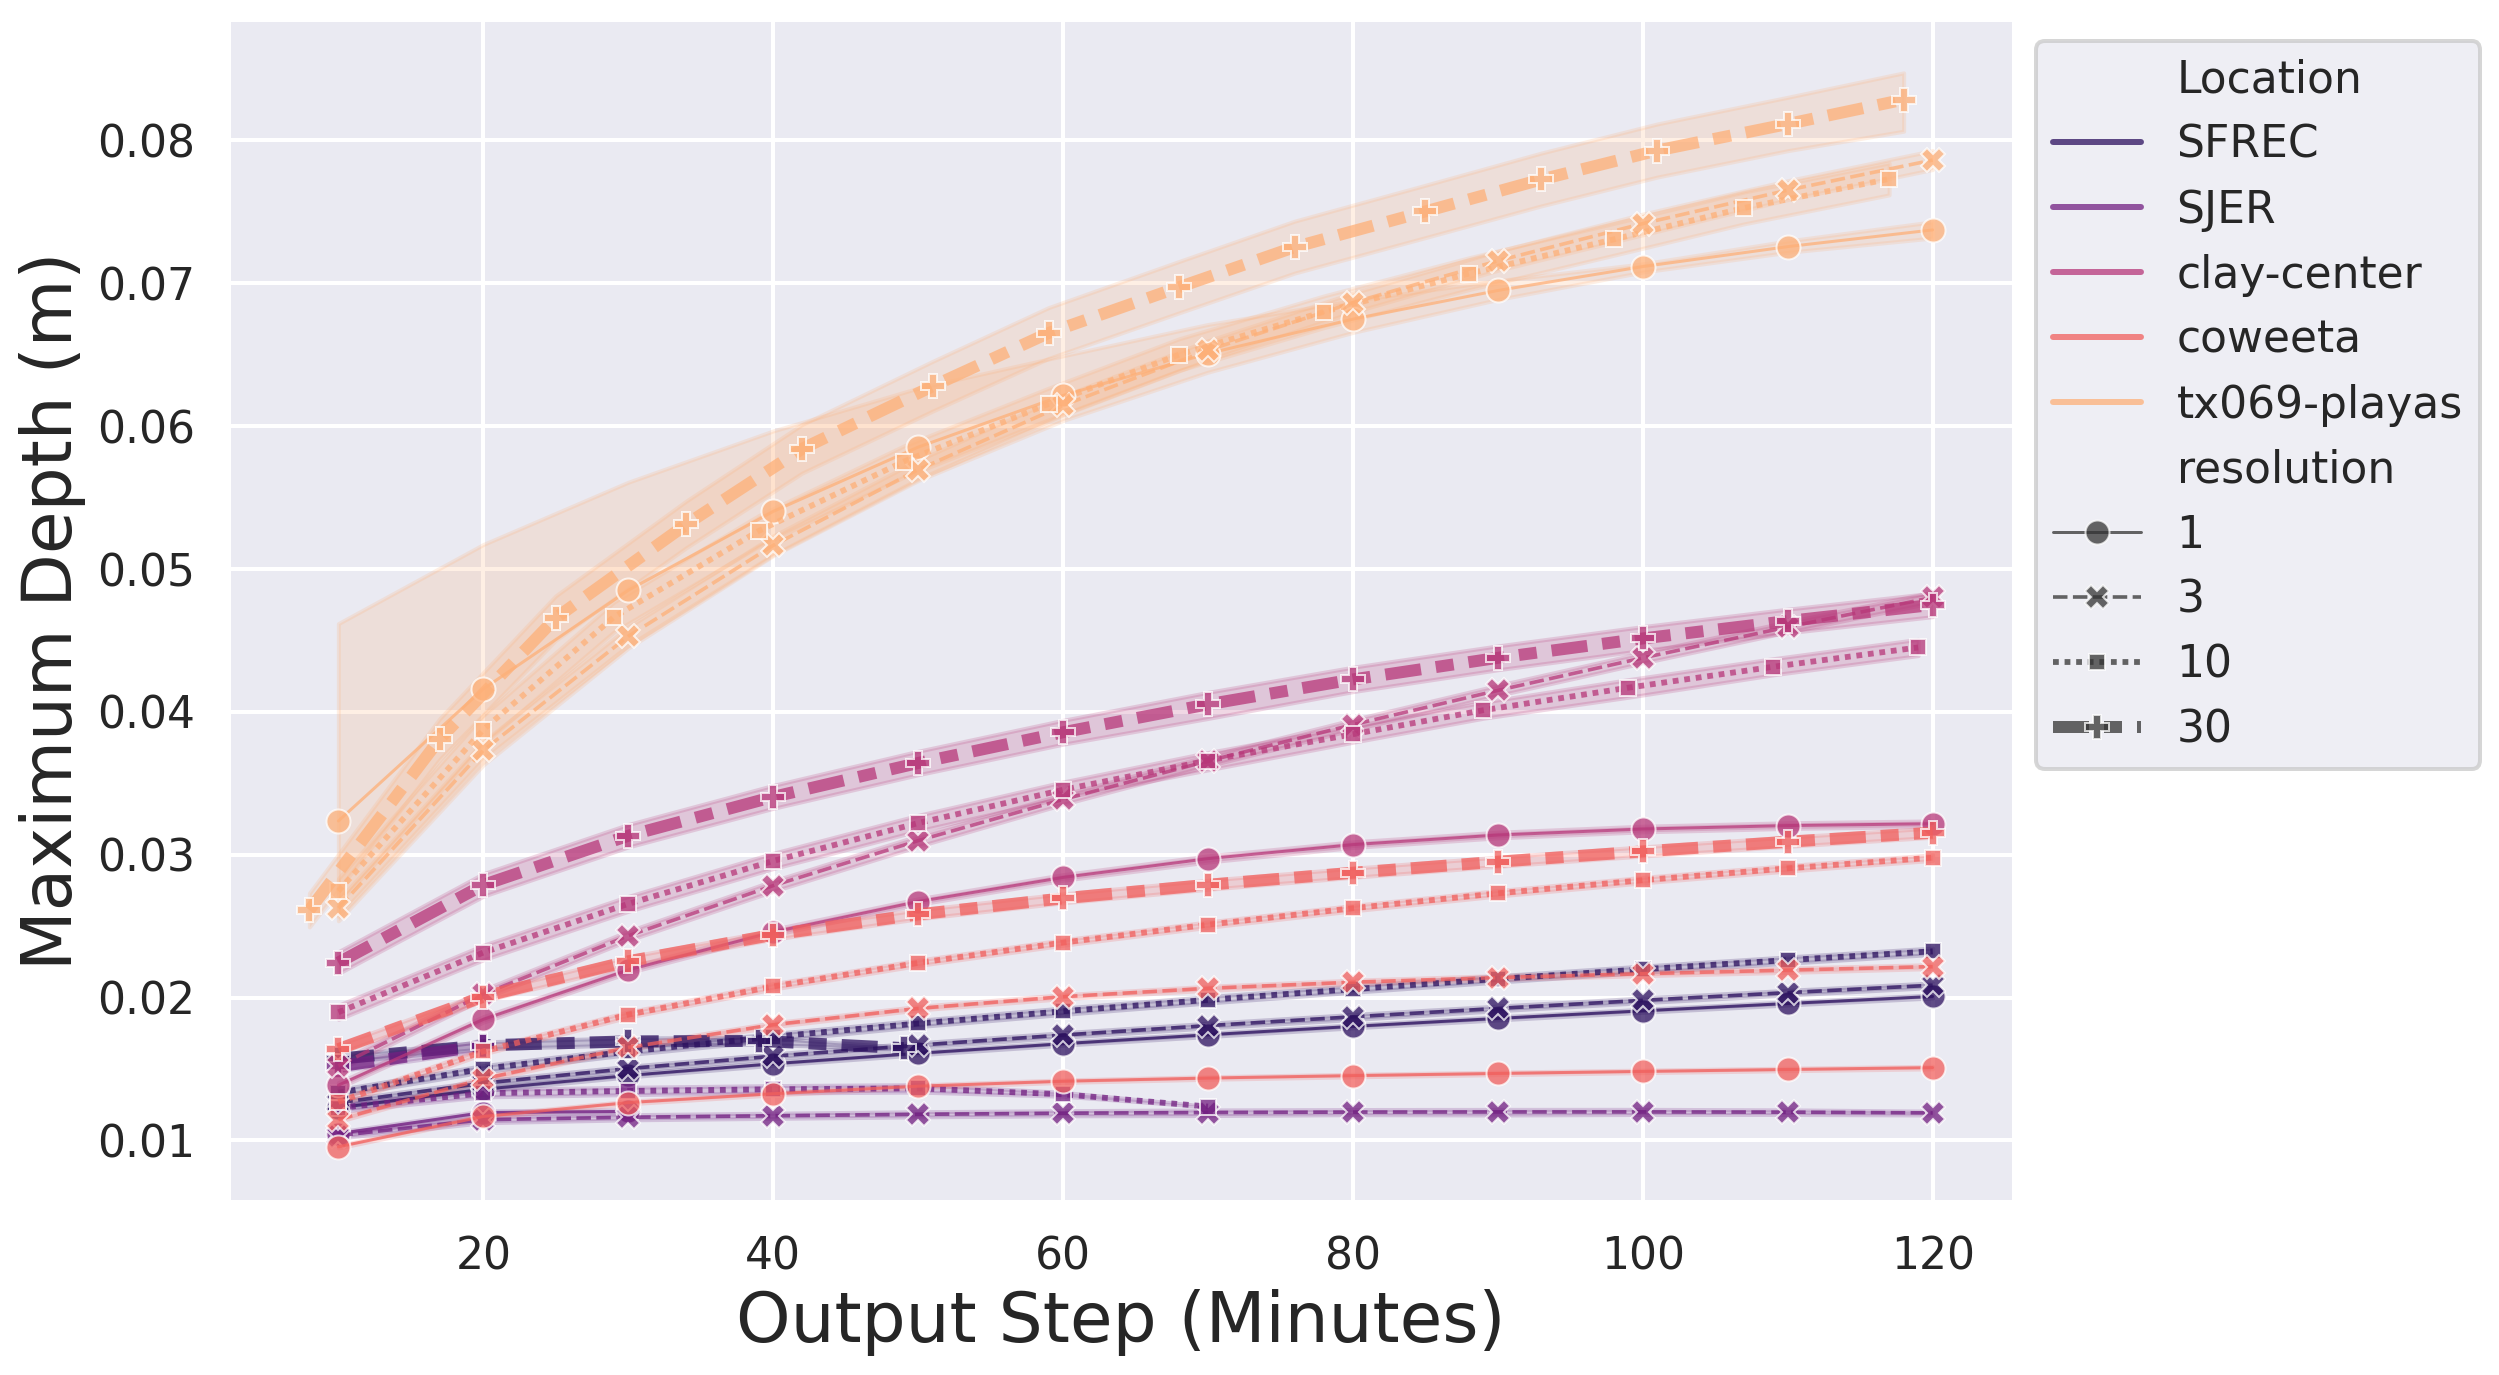 Maximum Depth (m)
0.08
0.07
0.06
0.05
0.04
0.03
0.02
0.01
20
40
60
80
100
120
Output Step (Minutes)
Location
SFREC
SJER
clay-center
coweeta
tx069-playas
resolution
1
3
10
30